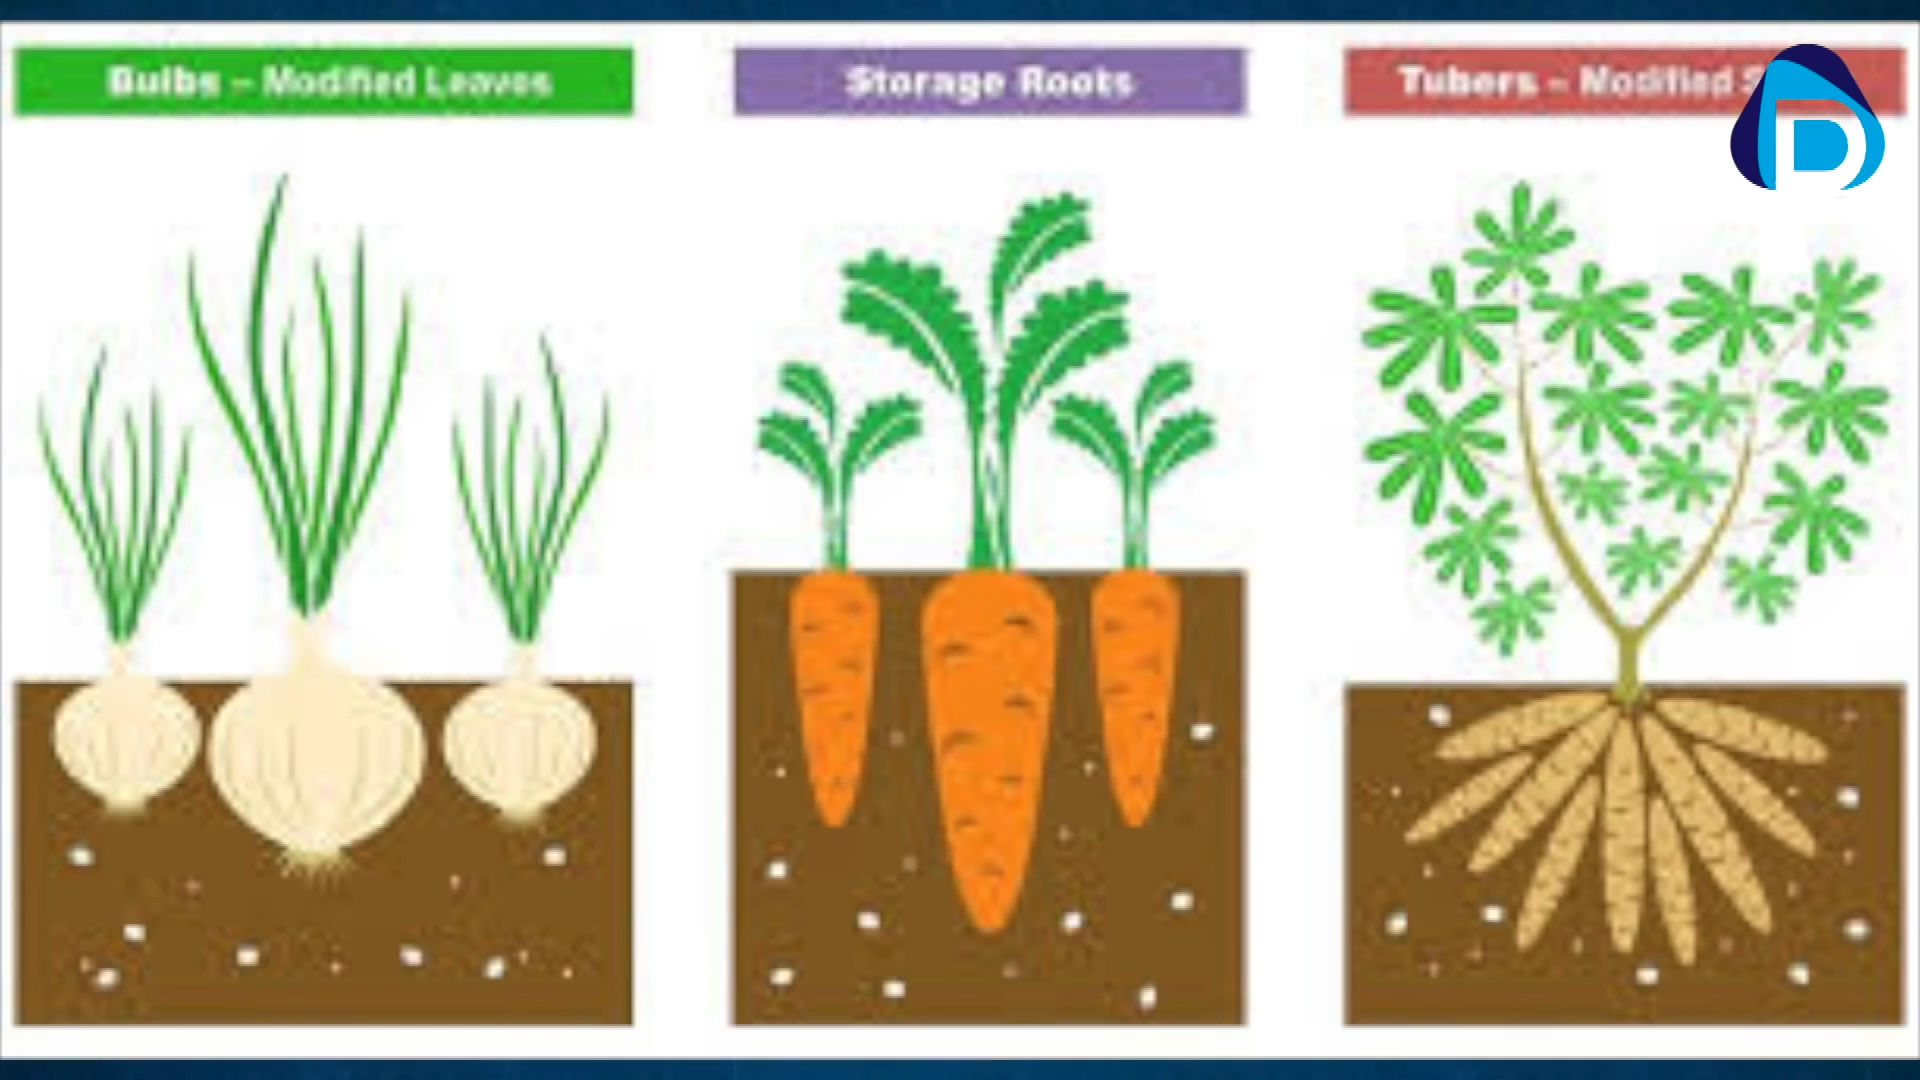 Bulbs – Modified Leaves
Storage Roots
Tubers – Modified S